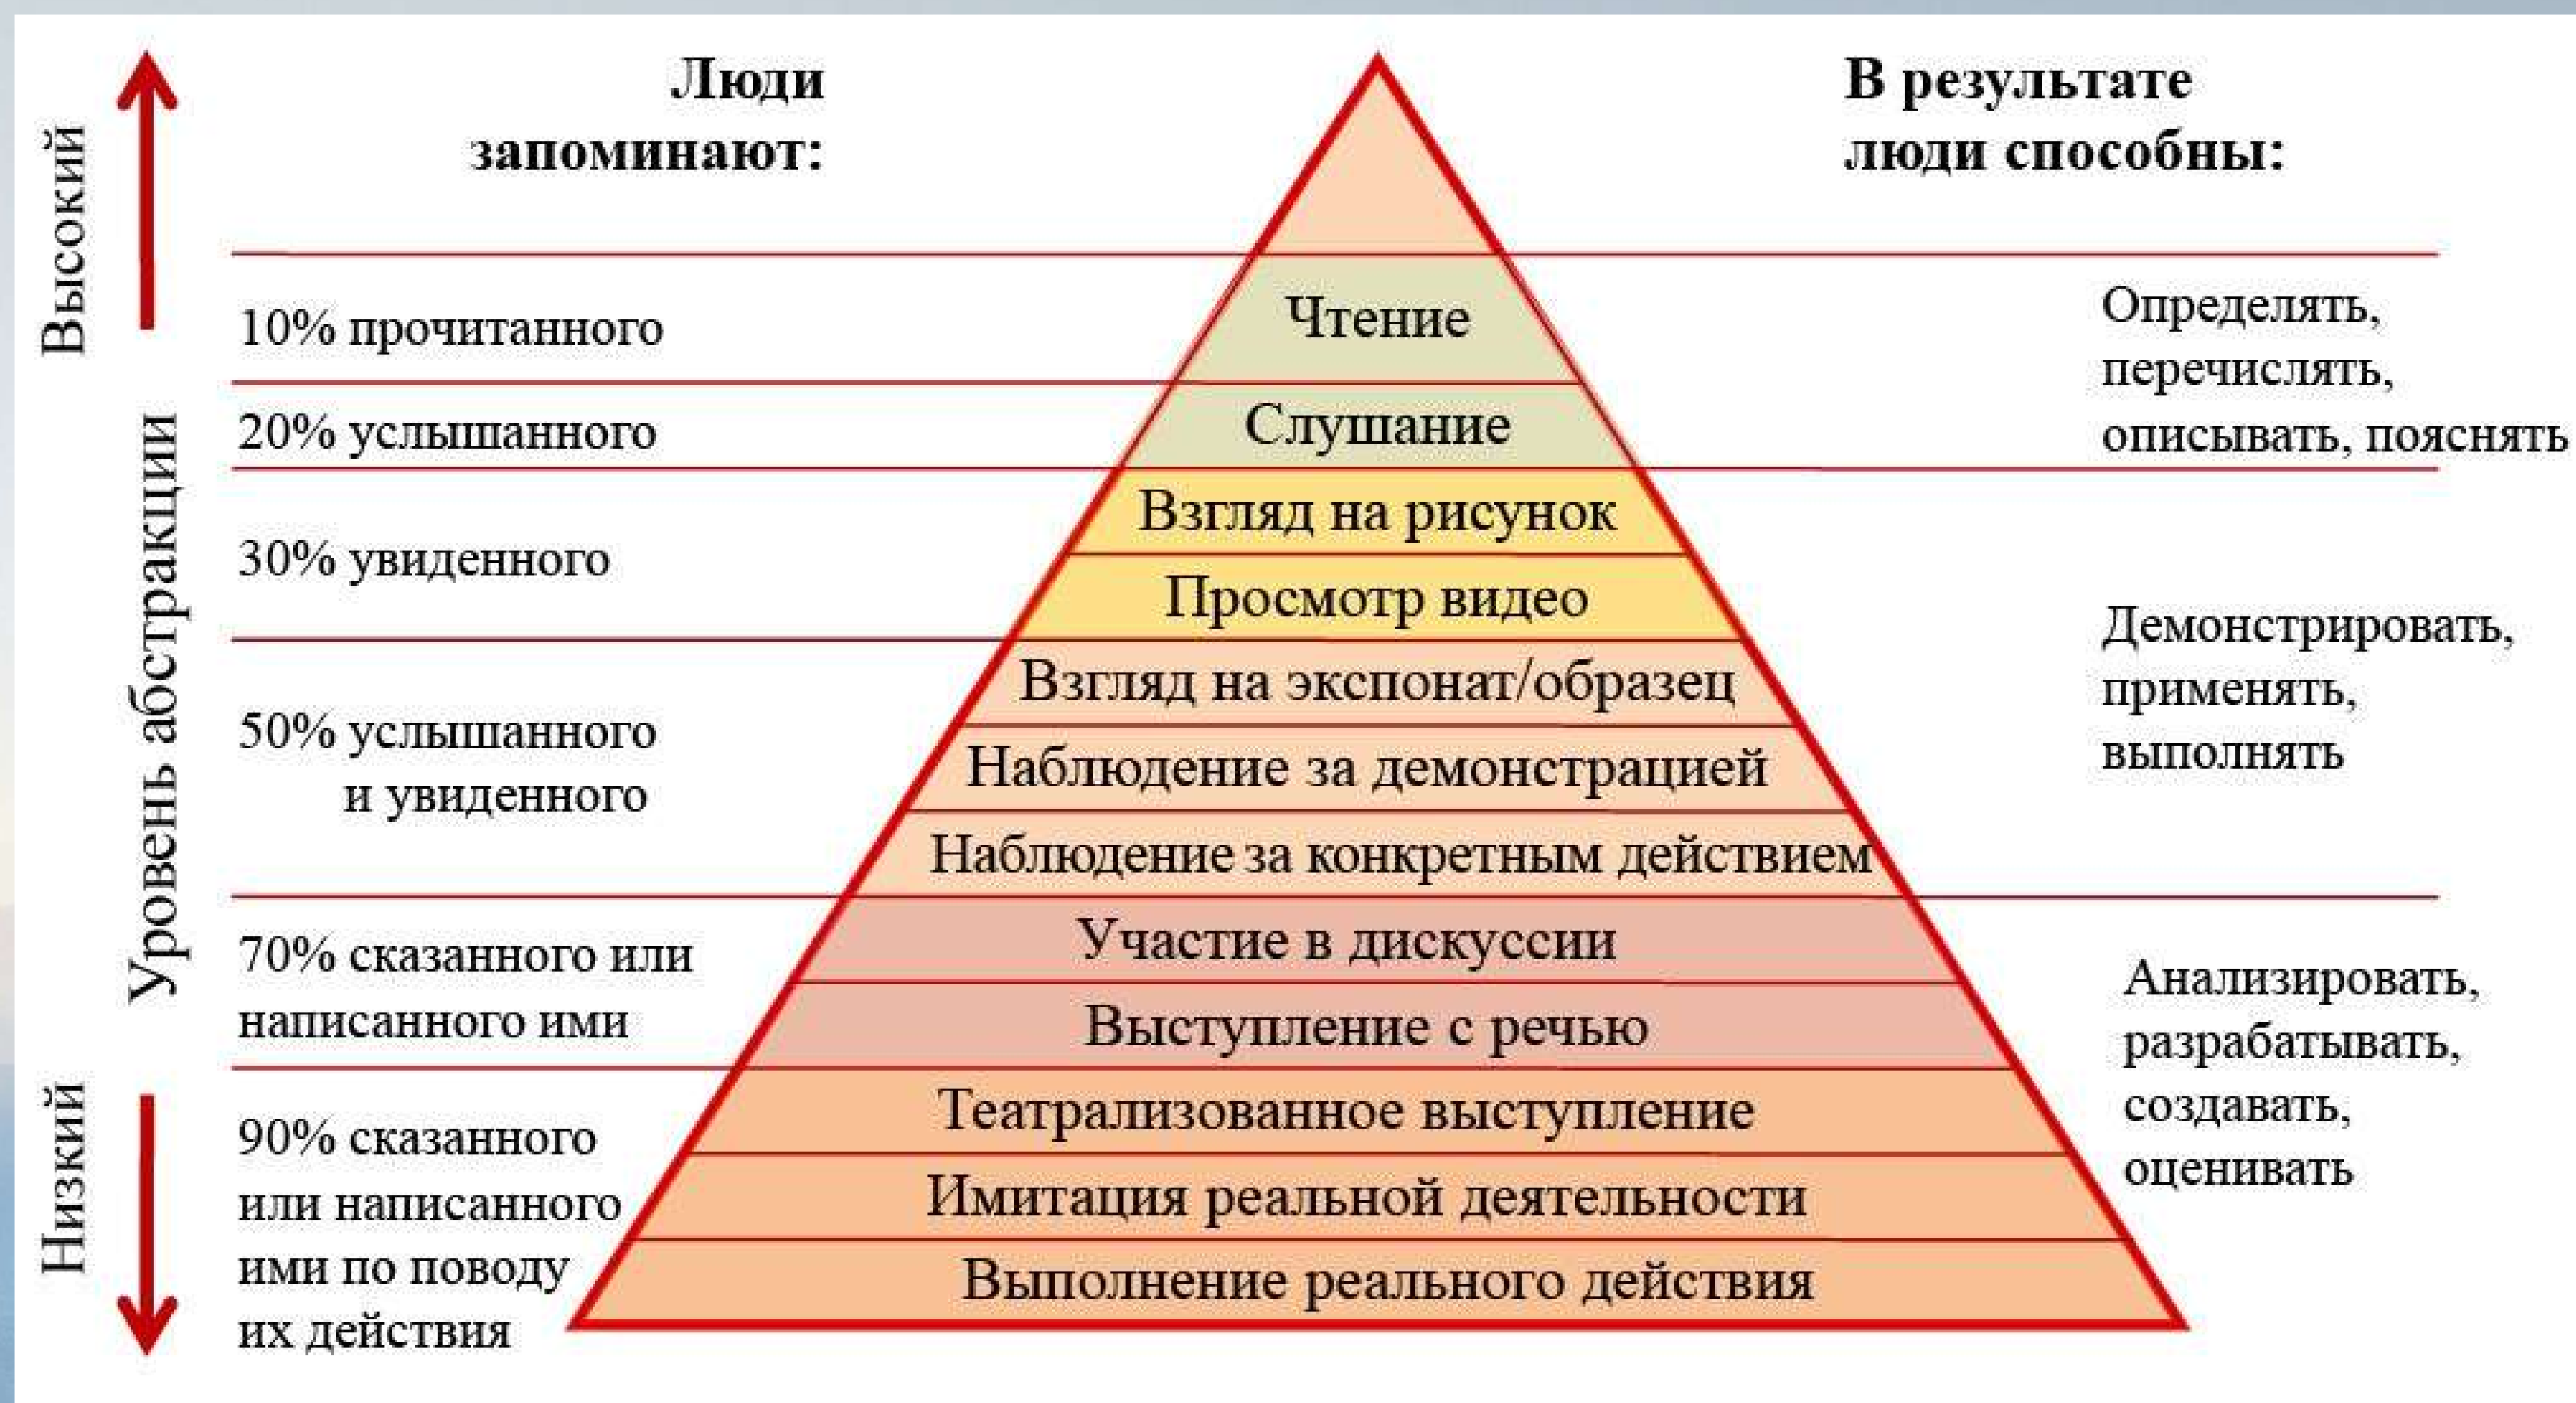 Люди
запоминают:
В результате
люди способны:
Высокий
Уровень абстракции
Низкий
10% прочитанного
20% услышанного
30% увиденного
50% услышанного
и увиденного
70% сказанного или
написанного ими
90% сказанного
или написанного
ими по поводу
их действия
Чтение
Слушание
Взгляд на рисунок
Просмотр видео
Взгляд на экспонат/образец
Наблюдение за демонстрацией
Наблюдение за конкретным действием
Участие в дискуссии
Выступление с речью
Театрализованное выступление
Имитация реальной деятельности
Выполнение реального действия
Определять,
перечислять,
описывать, пояснять
Демонстрировать,
применять,
выполнять
Анализировать,
разрабатывать,
создавать,
оценивать